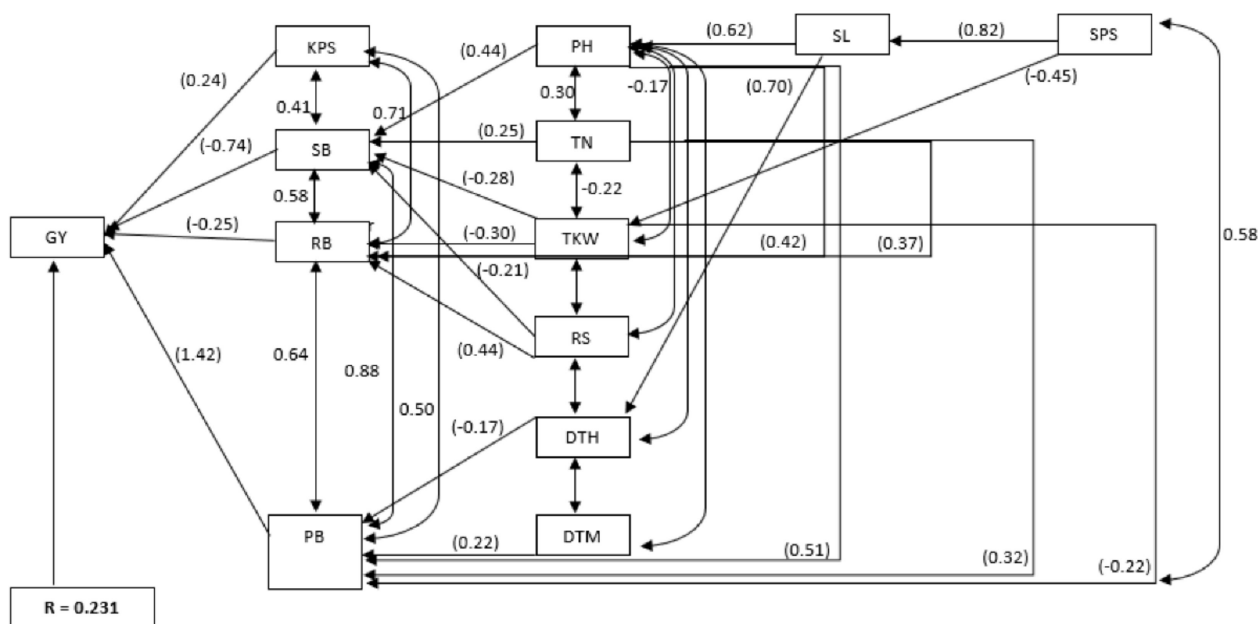 KPS
PH
SL
SPS
(0.62)
(0.82)
(0.44)
(0.24)
(-0.45)
-0.17
(0.70)
0.30
0.41
0.71
(0.25)
TN
SB
(-0.74)
(-0.28)
-0.22
0.58
(-0.25)
GY
RB
(-0.30)
TKW
(0.42)
(0.37)
0.58
(-0.21)
RS
(1.42)
0.64
0.88
(0.44)
0.50
(-0.17)
DTH
PB
(0.22)
DTM
(0.51)
(0.32)
(-0.22)
R = 0.231